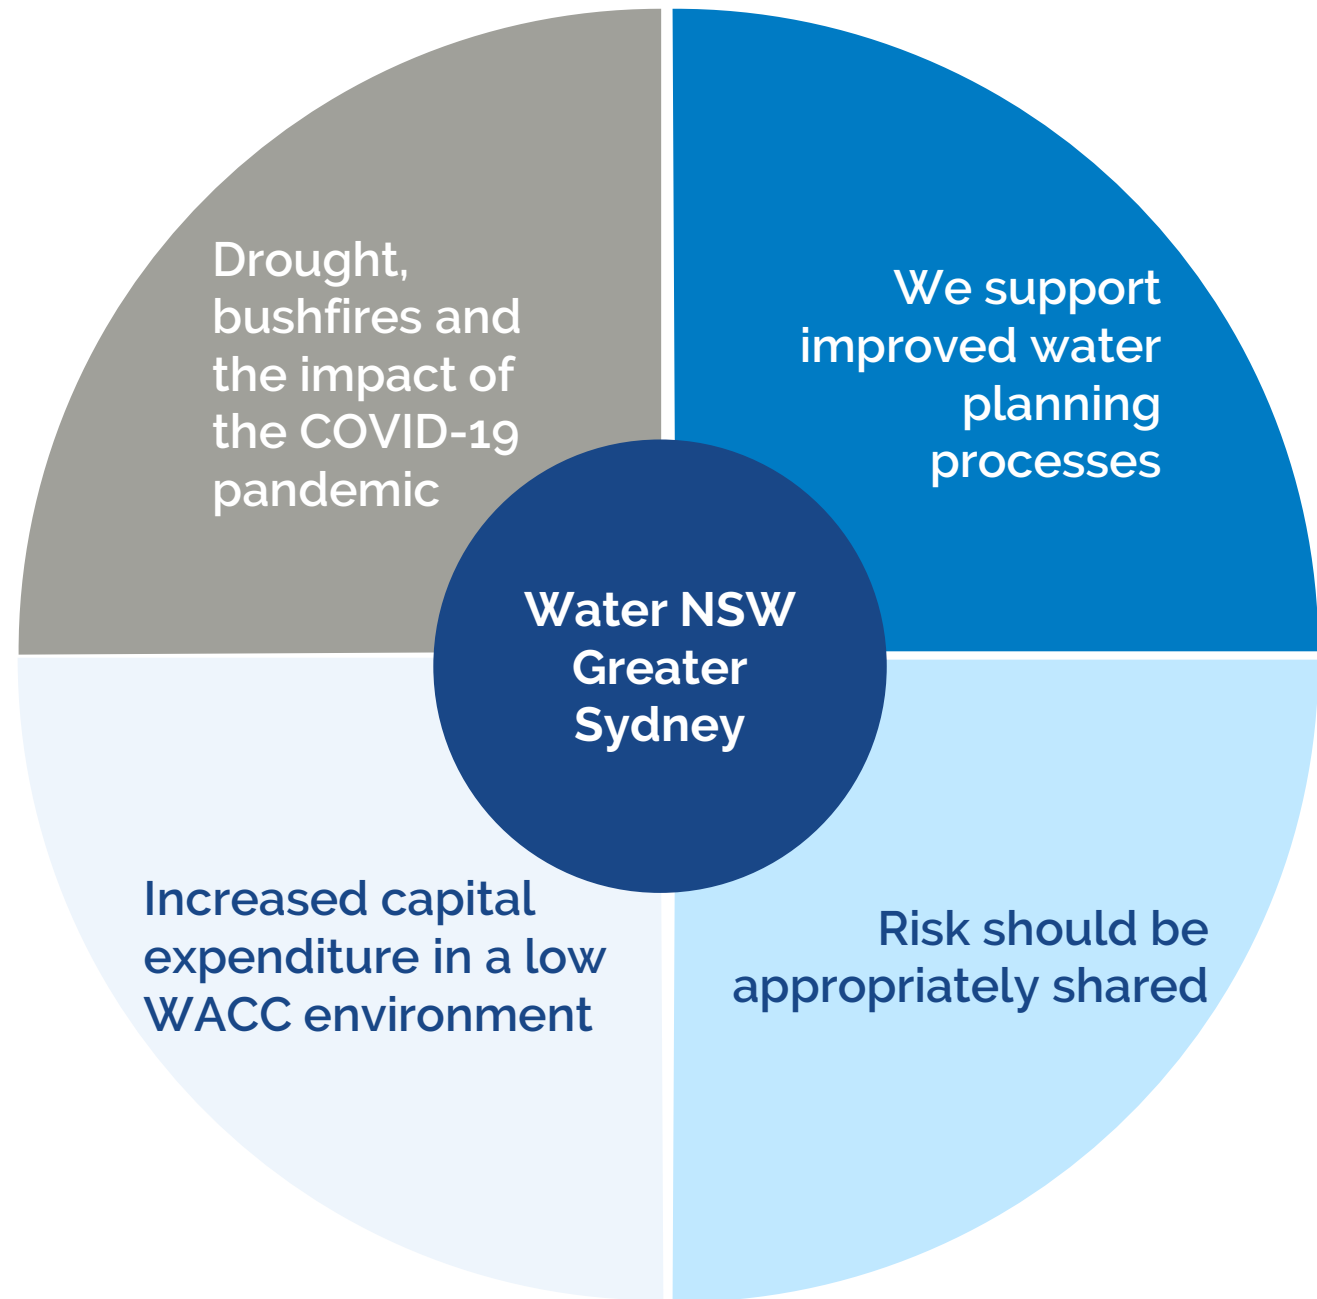 Drought,
bushfires and
the impact of
the COVID-19
pandemic
We support
improved water
planning
processes
Water NSW
Greater
Sydney
Increased capital
expenditure in a low
WACC environment
Risk should be
appropriately shared